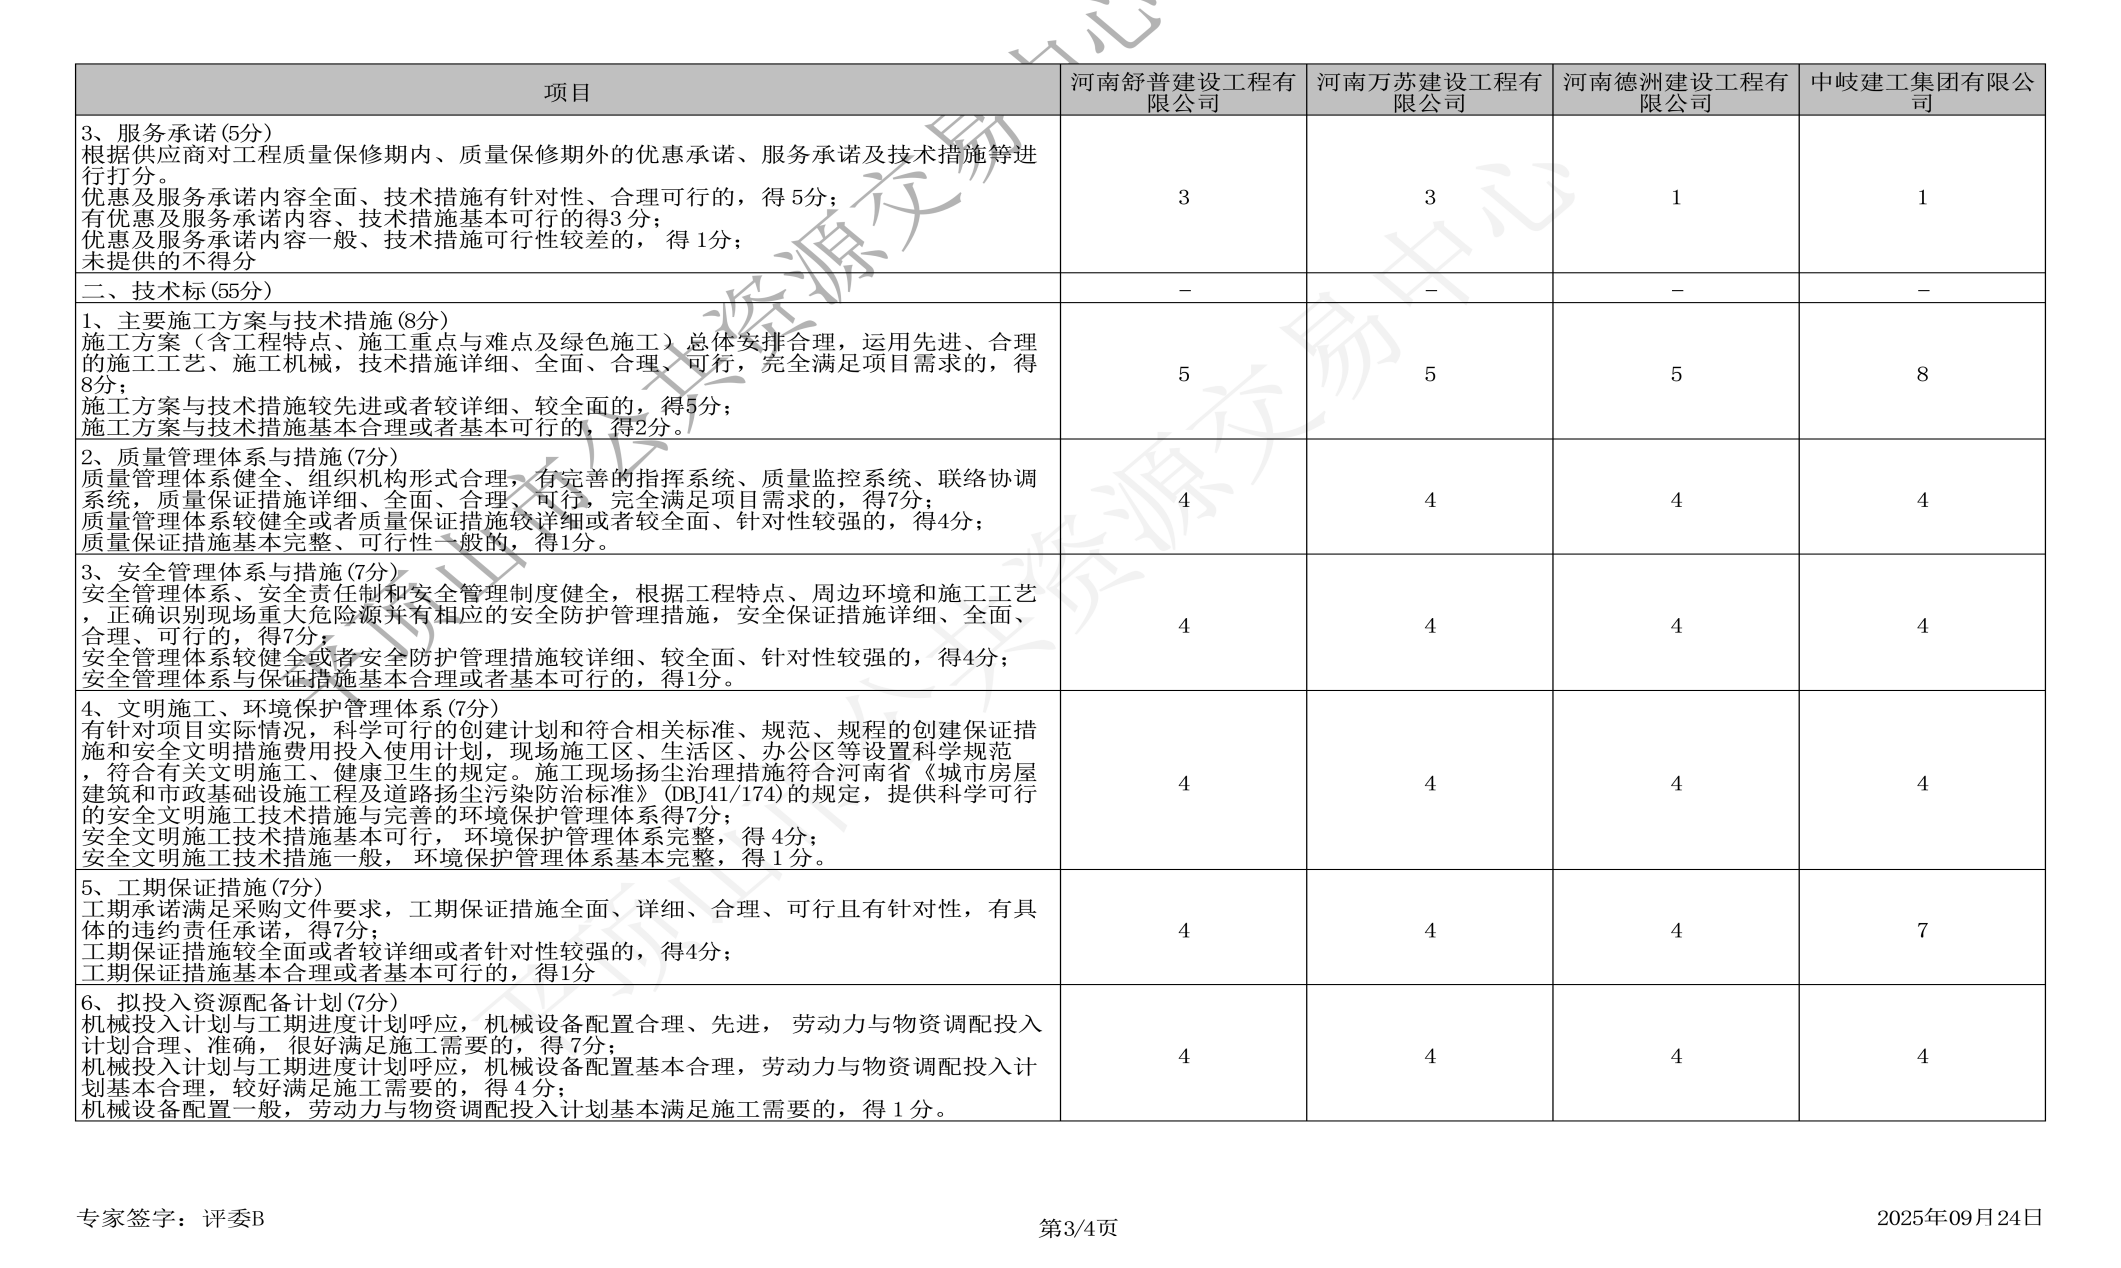 项目
河南舒普建设工程有
限公司
河南万苏建设工程有
限公司
河南德洲建设工程有
限公司
中岐建工集团有限公
司
3、服务承诺(5分)
根据供应商对工程质量保修期内、质量保修期外的优惠承诺、服务承诺及技术措施等进
行打分。
优惠及服务承诺内容全面、技术措施有针对性、合理可行的，得 5分；
有优惠及服务承诺内容、技术措施基本可行的得3 分；
优惠及服务承诺内容一般、技术措施可行性较差的， 得 1分；
未提供的不得分
3
3
1
1
二、技术标(55分)
—
—
—
—
1、主要施工方案与技术措施(8分)
施工方案（含工程特点、施工重点与难点及绿色施工）总体安排合理，运用先进、合理
的施工工艺、施工机械，技术措施详细、全面、合理、可行，完全满足项目需求的，得
8分；
施工方案与技术措施较先进或者较详细、较全面的，得5分；
施工方案与技术措施基本合理或者基本可行的，得2分。
5
5
5
8
2、质量管理体系与措施(7分)
质量管理体系健全、组织机构形式合理，有完善的指挥系统、质量监控系统、联络协调
系统，质量保证措施详细、全面、合理、可行，完全满足项目需求的，得7分；
质量管理体系较健全或者质量保证措施较详细或者较全面、针对性较强的，得4分；
质量保证措施基本完整、可行性一般的，得1分。
4
4
4
4
3、安全管理体系与措施(7分)
安全管理体系、安全责任制和安全管理制度健全，根据工程特点、周边环境和施工工艺
，正确识别现场重大危险源并有相应的安全防护管理措施，安全保证措施详细、全面、
合理、可行的，得7分；
安全管理体系较健全或者安全防护管理措施较详细、较全面、针对性较强的，得4分；
安全管理体系与保证措施基本合理或者基本可行的，得1分。
4
4
4
4
4、文明施工、环境保护管理体系(7分)
有针对项目实际情况，科学可行的创建计划和符合相关标准、规范、规程的创建保证措
施和安全文明措施费用投入使用计划，现场施工区、生活区、办公区等设置科学规范
，符合有关文明施工、健康卫生的规定。施工现场扬尘治理措施符合河南省《城市房屋
建筑和市政基础设施工程及道路扬尘污染防治标准》(DBJ41/174)的规定，提供科学可行
的安全文明施工技术措施与完善的环境保护管理体系得7分；
安全文明施工技术措施基本可行， 环境保护管理体系完整，得 4分；
安全文明施工技术措施一般， 环境保护管理体系基本完整，得 1 分。
4
4
4
4
5、工期保证措施(7分)
工期承诺满足采购文件要求，工期保证措施全面、详细、合理、可行且有针对性，有具
体的违约责任承诺，得7分；
工期保证措施较全面或者较详细或者针对性较强的，得4分；
工期保证措施基本合理或者基本可行的，得1分
4
4
4
7
6、拟投入资源配备计划(7分)
机械投入计划与工期进度计划呼应，机械设备配置合理、先进， 劳动力与物资调配投入
计划合理、准确， 很好满足施工需要的，得 7分；
机械投入计划与工期进度计划呼应，机械设备配置基本合理，劳动力与物资调配投入计
划基本合理，较好满足施工需要的，得 4 分；
机械设备配置一般，劳动力与物资调配投入计划基本满足施工需要的，得 1 分。
4
4
4
4
平顶山市公共资源交易中心
平顶山市公共资源交易中心
专家签字：评委B
第3/4页
2025年09月24日